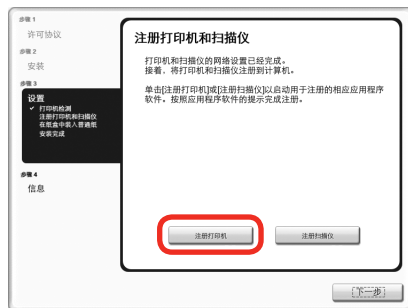 步骤 1
许可协议
步骤 2
安装
步骤 3
设置
✓ 打印机检测
注册打印机和扫描仪
在纸盒中装入普通纸
安装完成
步骤 4
信息
注册打印机和扫描仪
打印机和扫描仪的网络设置已经完成。
接着，将打印机和扫描仪注册到计算机。
单击[注册打印机]或[注册扫描仪]以启动用于注册的相应应用程序
软件。按照应用程序软件的提示完成注册。
注册打印机
注册扫描仪
下一步